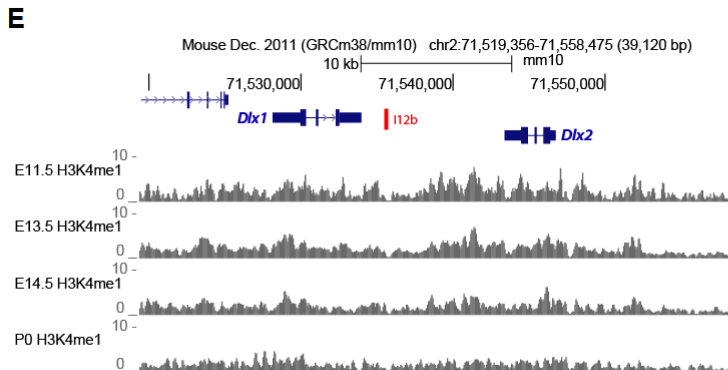 E
Mouse Dec. 2011 (GRCm38/mm10) chr2:71,519,356-71,558,475 (39,120 bp)
10 kb mm10
71,530,000 71,540,000 71,550,000
Dlx1 I12b
Dlx2
10
E11.5 H3K4me1
0
10
E13.5 H3K4me1
0
10
E14.5 H3K4me1
0
10
P0 H3K4me1
0